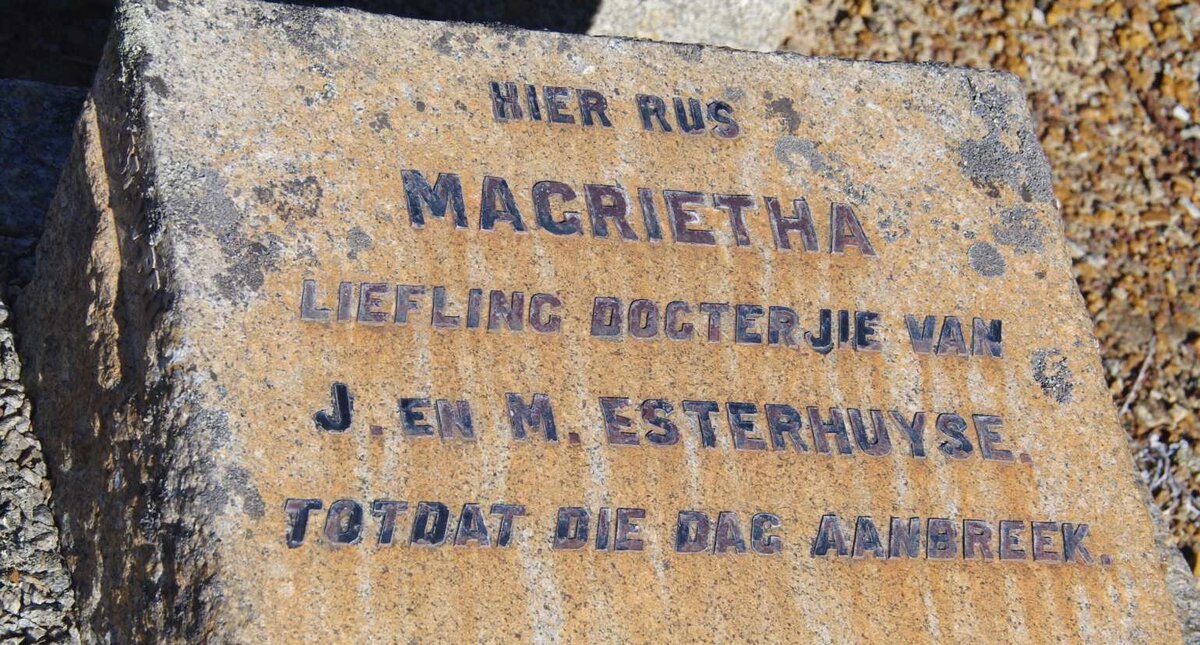 HIER RUS
MAGRIETHA
LIEFLING DOGTERJIE VAN
J. EN M. ESTERHUYSE.
TOTDAT DIE DAG AANBREEK.